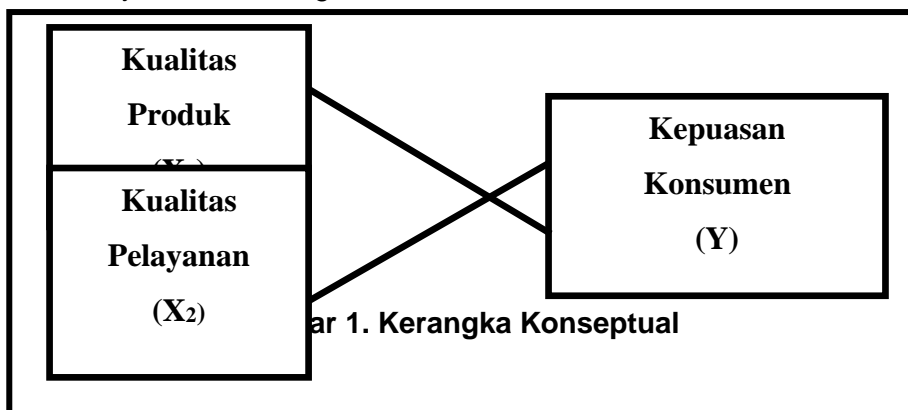 Kualitas
Produk
Kualitas
Pelayanan
(X2)
Kepuasan
Konsumen
(Y)
ar 1. Kerangka Konseptual